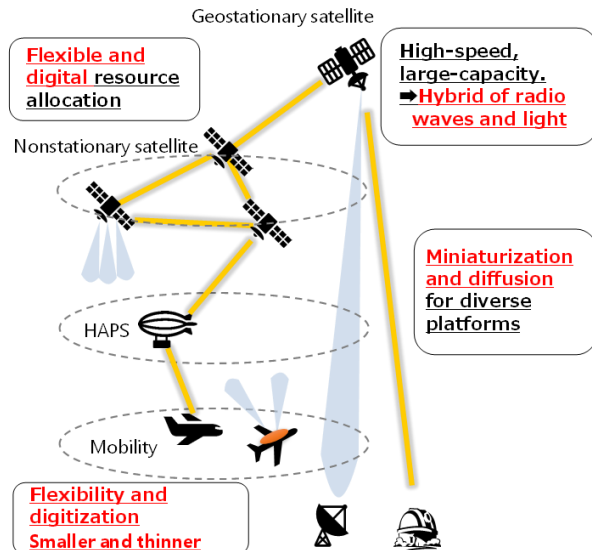 Geostationary satellite
Flexible and
digital resource
allocation
High-speed,
large-capacity.
➡Hybrid of radio
waves and light
Nonstationary satellite
Miniaturization
and diffusion
for diverse
platforms
HAPS
Mobility
Flexibility and
digitization
Smaller and thinner